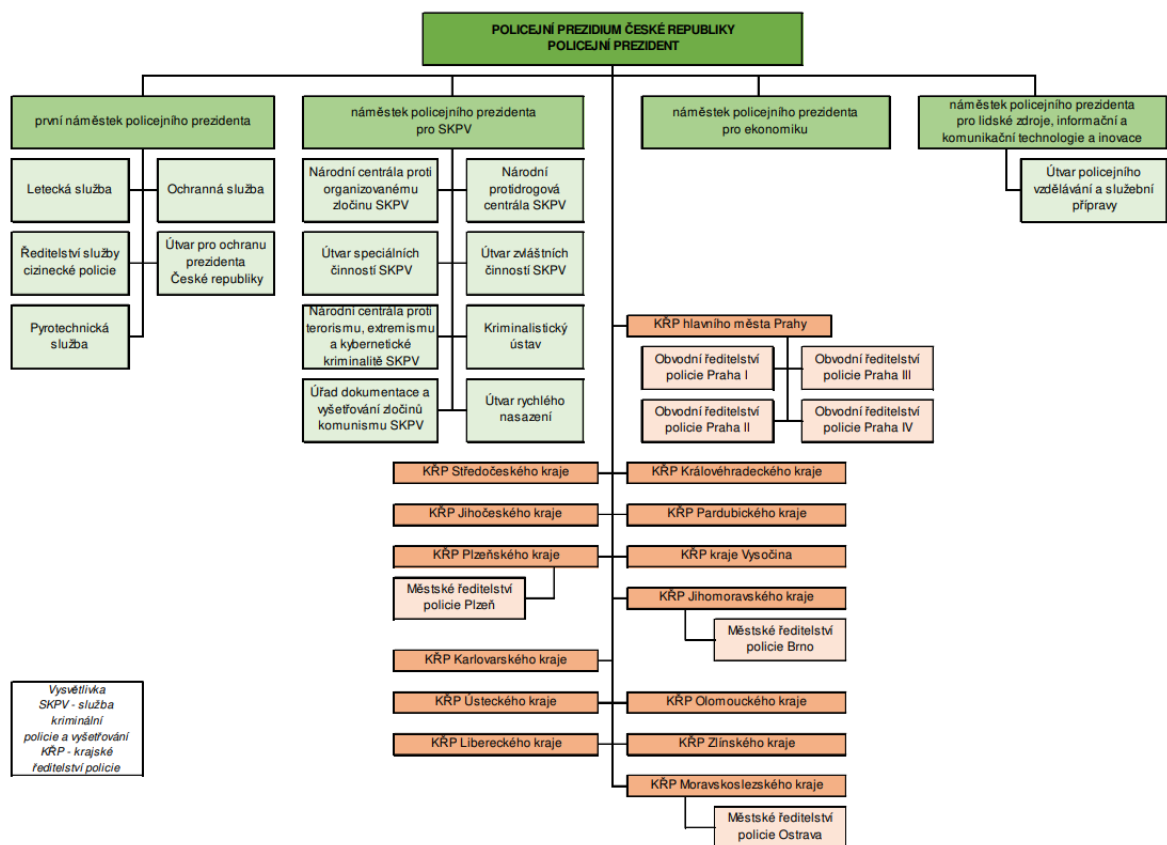 POLICEJNÍ PREZIDIUM ČESKÉ REPUBLIKY
POLICEJNÍ PREZIDENT
první náměstek policejního prezidenta
náměstek policejního prezidenta
pro SKPV
náměstek policejního prezidenta
pro ekonomiku
náměstek policejního prezidenta
pro lidské zdroje, informační a
komunikační technologie a inovace
Letecká služba
Ochranná služba
Národní centrála proti
organizovanému
zločinu SKPV
Národní
protidrogová
centrála SKPV
Útvar policejního
vzdělávání a služební
přípravy
Ředitelství služby
cizinecké policie
Útvar pro ochranu
prezidenta
České republiky
Útvar speciálních
činností SKPV
Útvar zvláštních
činností SKPV
Pyrotechnická
služba
Národní centrála proti
terorismu, extremismu
a kybernetické
kriminalitě SKPV
Kriminalistický
ústav
KŘP hlavního města Prahy
Obvodní ředitelství
policie Praha I
Obvodní ředitelství
policie Praha III
Úřad dokumentace a
vyšetřování zločinů
komunismu SKPV
Útvar rychlého
nasazení
Obvodní ředitelství
policie Praha II
Obvodní ředitelství
policie Praha IV
KŘP Středočeského kraje
KŘP Královéhradeckého kraje
KŘP Jihočeského kraje
KŘP Pardubického kraje
KŘP Plzeňského kraje
KŘP kraje Vysočina
Městské ředitelství
policie Plzeň
KŘP Jihomoravského kraje
Městské ředitelství
policie Brno
KŘP Karlovarského kraje
KŘP Ústeckého kraje
KŘP Olomouckého kraje
KŘP Libereckého kraje
KŘP Zlínského kraje
KŘP Moravskoslezského kraje
Městské ředitelství
policie Ostrava
Vysvětlivka
SKPV - služba
kriminální
policie a vyšetřování
KŘP - krajské
ředitelství policie